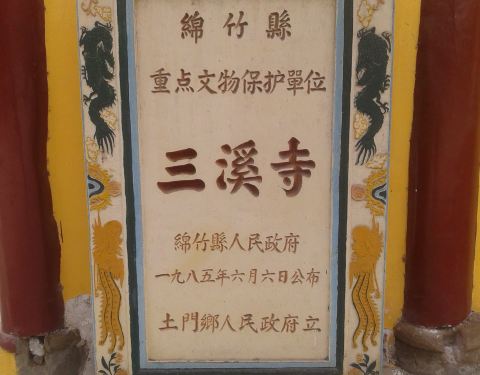 綿竹縣
重点文物保护單位
三溪寺
綿竹縣人民政府
一九八五年六月六日公布
土門鄉人民政府立